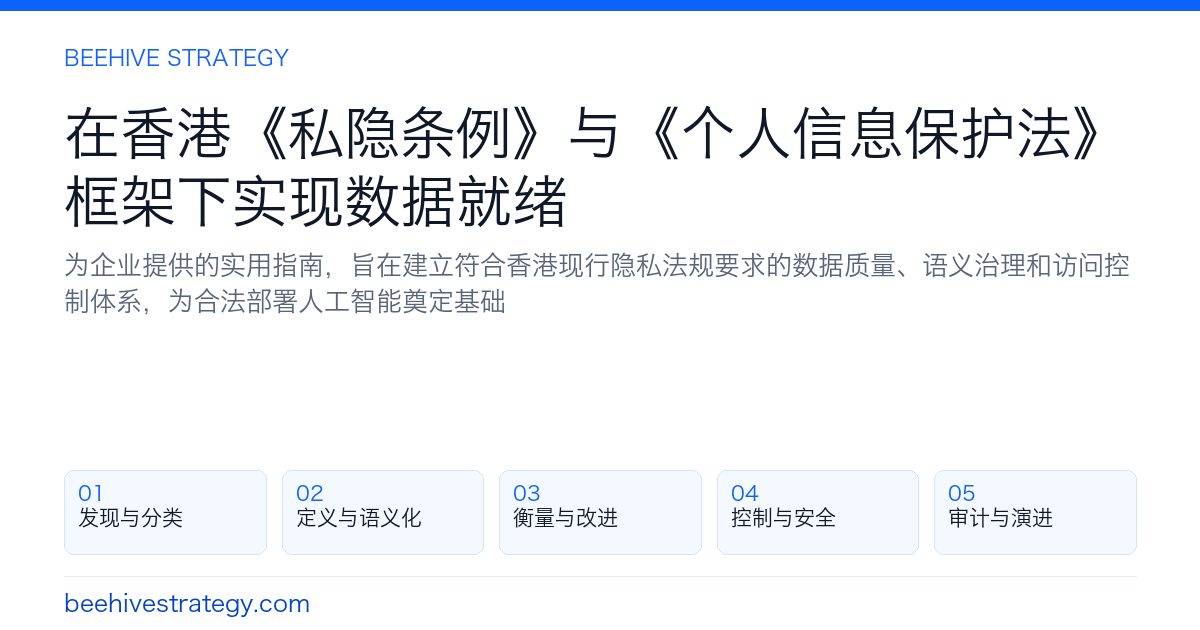 BEEHIVE STRATEGY
在香港《私隐条例》与《个人信息保护法》
框架下实现数据就绪
为企业提供的实用指南，旨在建立符合香港现行隐私法规要求的数据质量、语义治理和访问控
制体系，为合法部署人工智能奠定基础
01
发现与分类
02
定义与语义化
03
衡量与改进
04
控制与安全
05
审计与演进
beehivestrategy.com